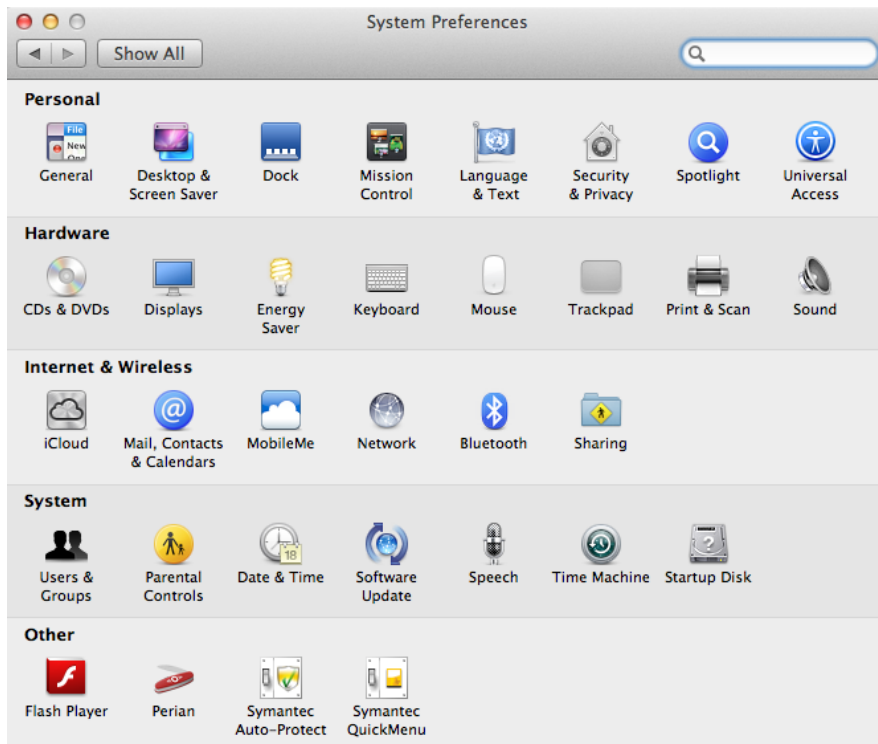 System Preferences
Show All
Personal
File
New
General
Desktop &
Screen Saver
Dock
Mission
Control
Language
& Text
Security
& Privacy
Spotlight
Universal
Access
Hardware
CDs & DVDs
Displays
Energy
Saver
Keyboard
Mouse
Trackpad
Print & Scan
Sound
Internet & Wireless
iCloud
@
Mail, Contacts
& Calendars
MobileMe
Network
Bluetooth
Sharing
System
18
?
Users &
Groups
Parental
Controls
Date & Time
Software
Update
Speech
Time Machine
Startup Disk
Other
Flash Player
Perian
Symantec
Auto-Protect
Symantec
QuickMenu